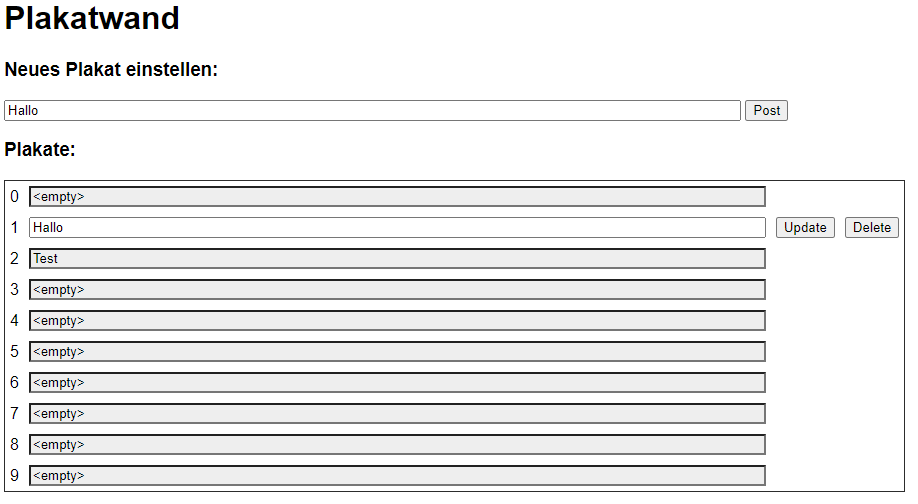 Plakatwand
Neues Plakat einstellen:
Hallo Post
Plakate:
0 <empty>
1 Hallo Update Delete
2 Test
3 <empty>
4 <empty>
5 <empty>
6 <empty>
7 <empty>
8 <empty>
9 <empty>